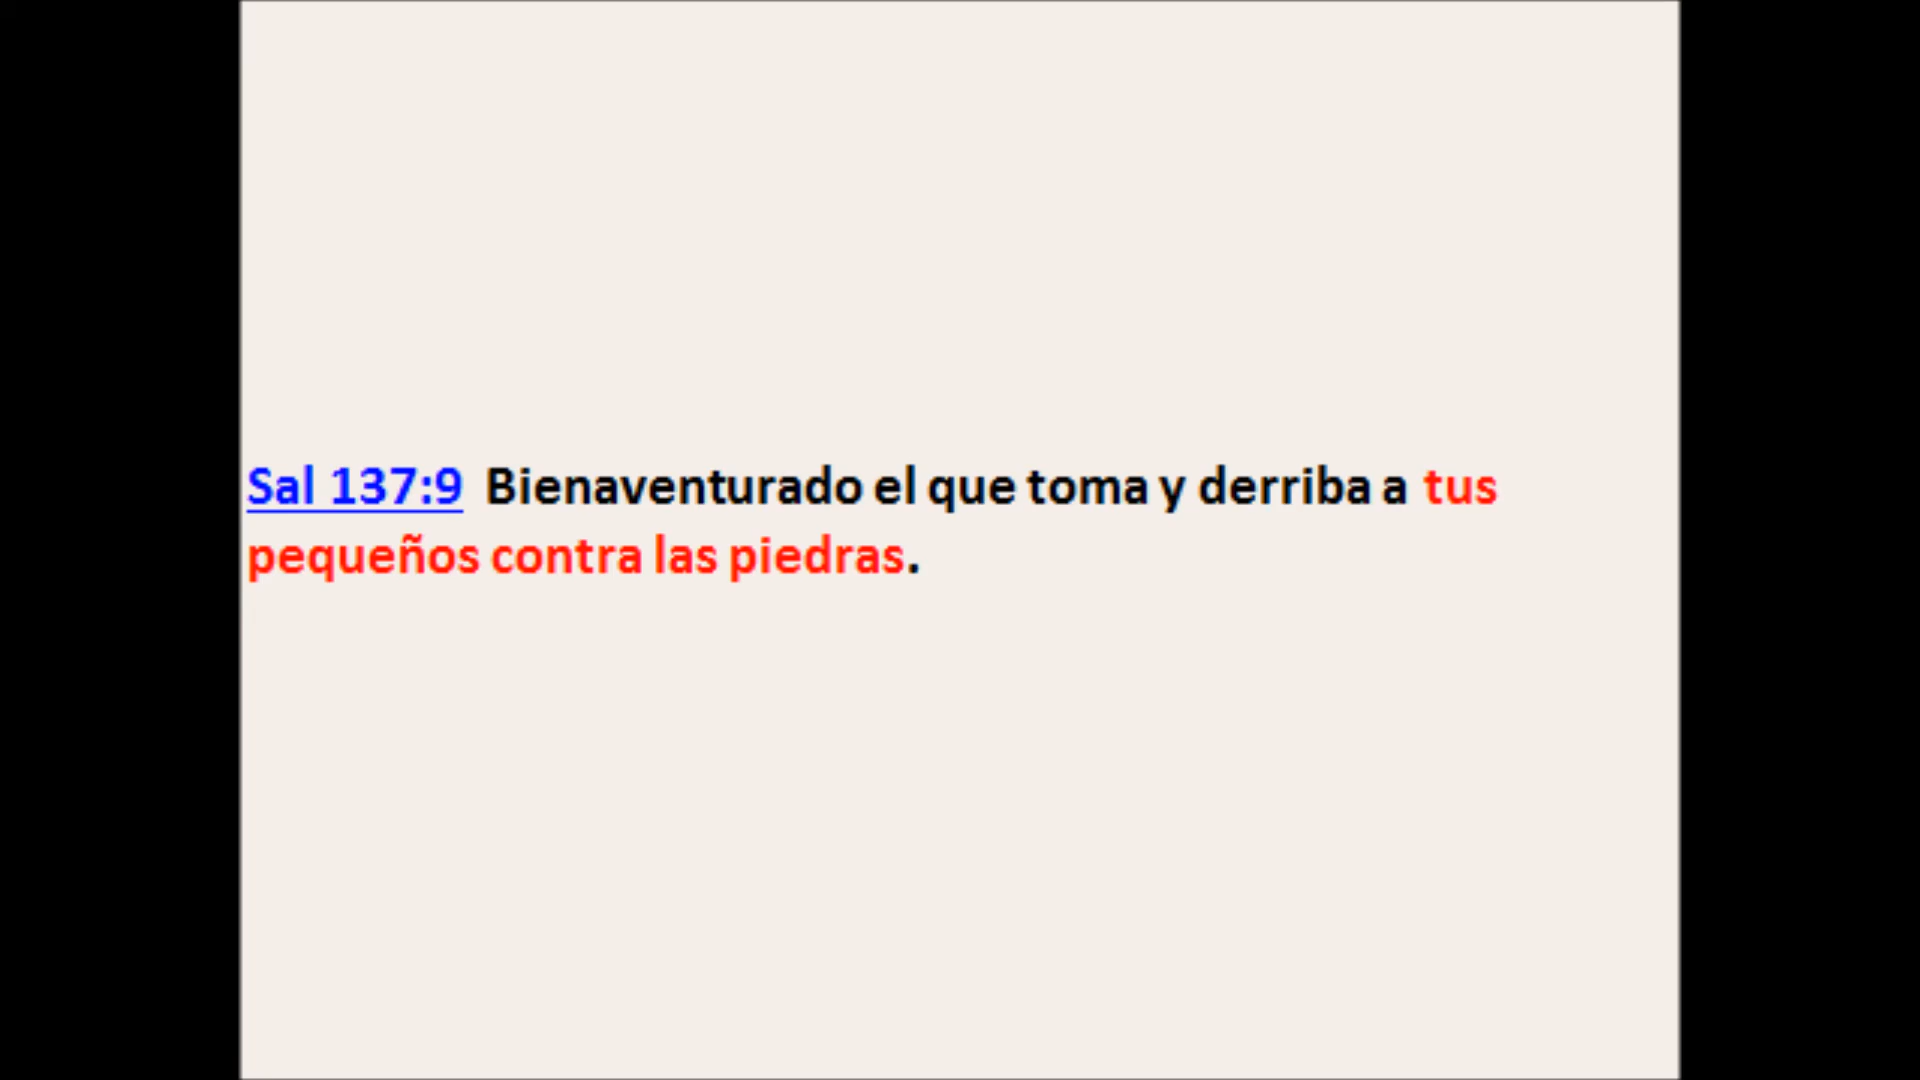 Sal 137:9 Bienaventurado el que toma y derriba a tus
pequeños contra las piedras.